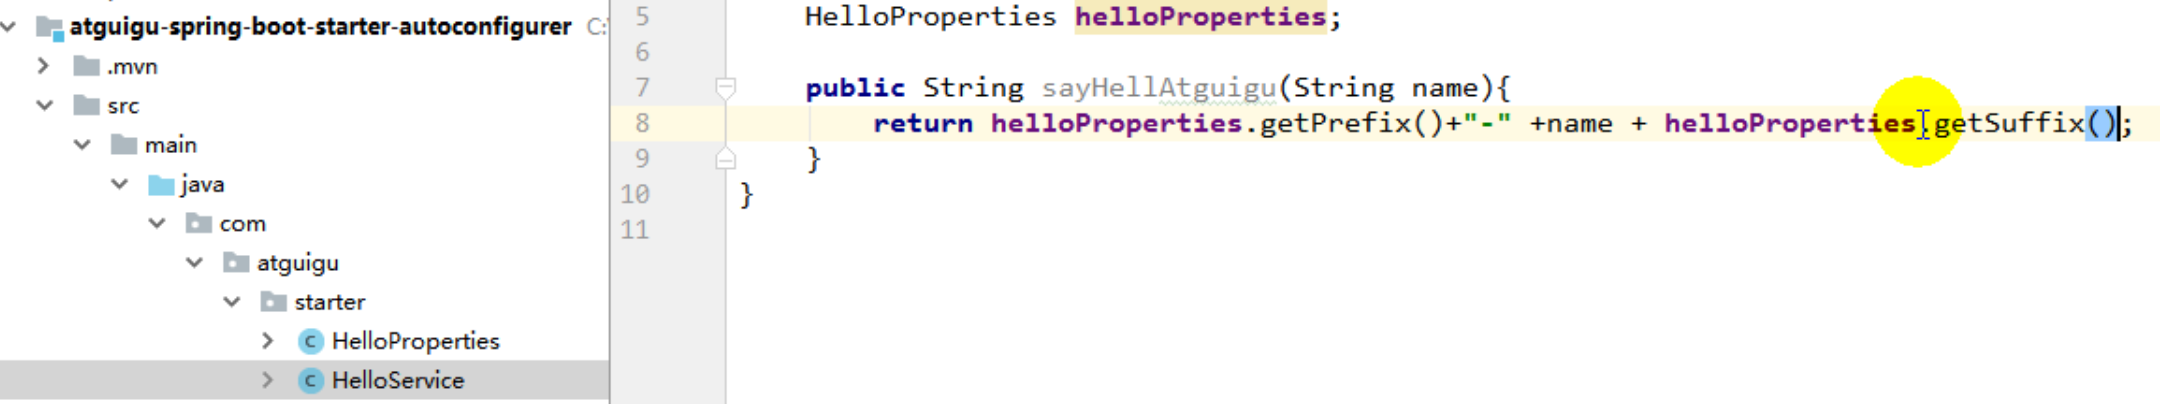 atguigu-spring-boot-starter-autoconfigurer C:
.mvn
src
main
java
com
atguigu
starter
HelloProperties
HelloService
5 HelloProperties helloProperties;
6
7 public String sayHellAtguigu(String name){
8 return helloProperties.getPrefix()+"-" +name + helloProperties.getSuffix();
9 }
10 }
11